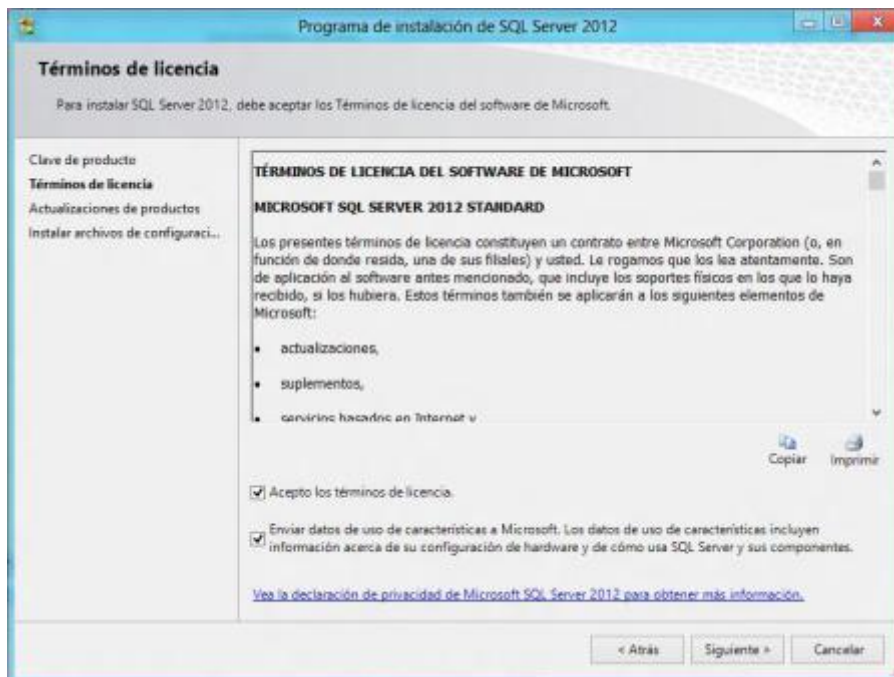 Programa de instalación de SQL Server 2012
Términos de licencia
Para instalar SQL Server 2012, debe aceptar los Términos de licencia del software de Microsoft.
Clave de producto
Términos de licencia
Actualizaciones de productos
Instalar archivos de configuraci...
TÉRMINOS DE LICENCIA DEL SOFTWARE DE MICROSOFT
MICROSOFT SQL SERVER 2012 STANDARD
Los presentes términos de licencia constituyen un contrato entre Microsoft Corporation (o, en
función de donde resida, una de sus filiales) y usted. Le rogamos que los lea atentamente. Son
de aplicación al software antes mencionado, que incluye los soportes físicos en los que lo haya
recibido, si los hubiera. Estos términos también se aplicarán a los siguientes elementos de
Microsoft:
• actualizaciones,
• suplementos,
• servicios basados en Internet y
Copiar
Imprimir
Acepto los términos de licencia.
Enviar datos de uso de características a Microsoft. Los datos de uso de características incluyen
información acerca de su configuración de hardware y de cómo usa SQL Server y sus componentes.
Vea la declaración de privacidad de Microsoft SQL Server 2012 para obtener más información.
< Atrás
Siguiente >
Cancelar